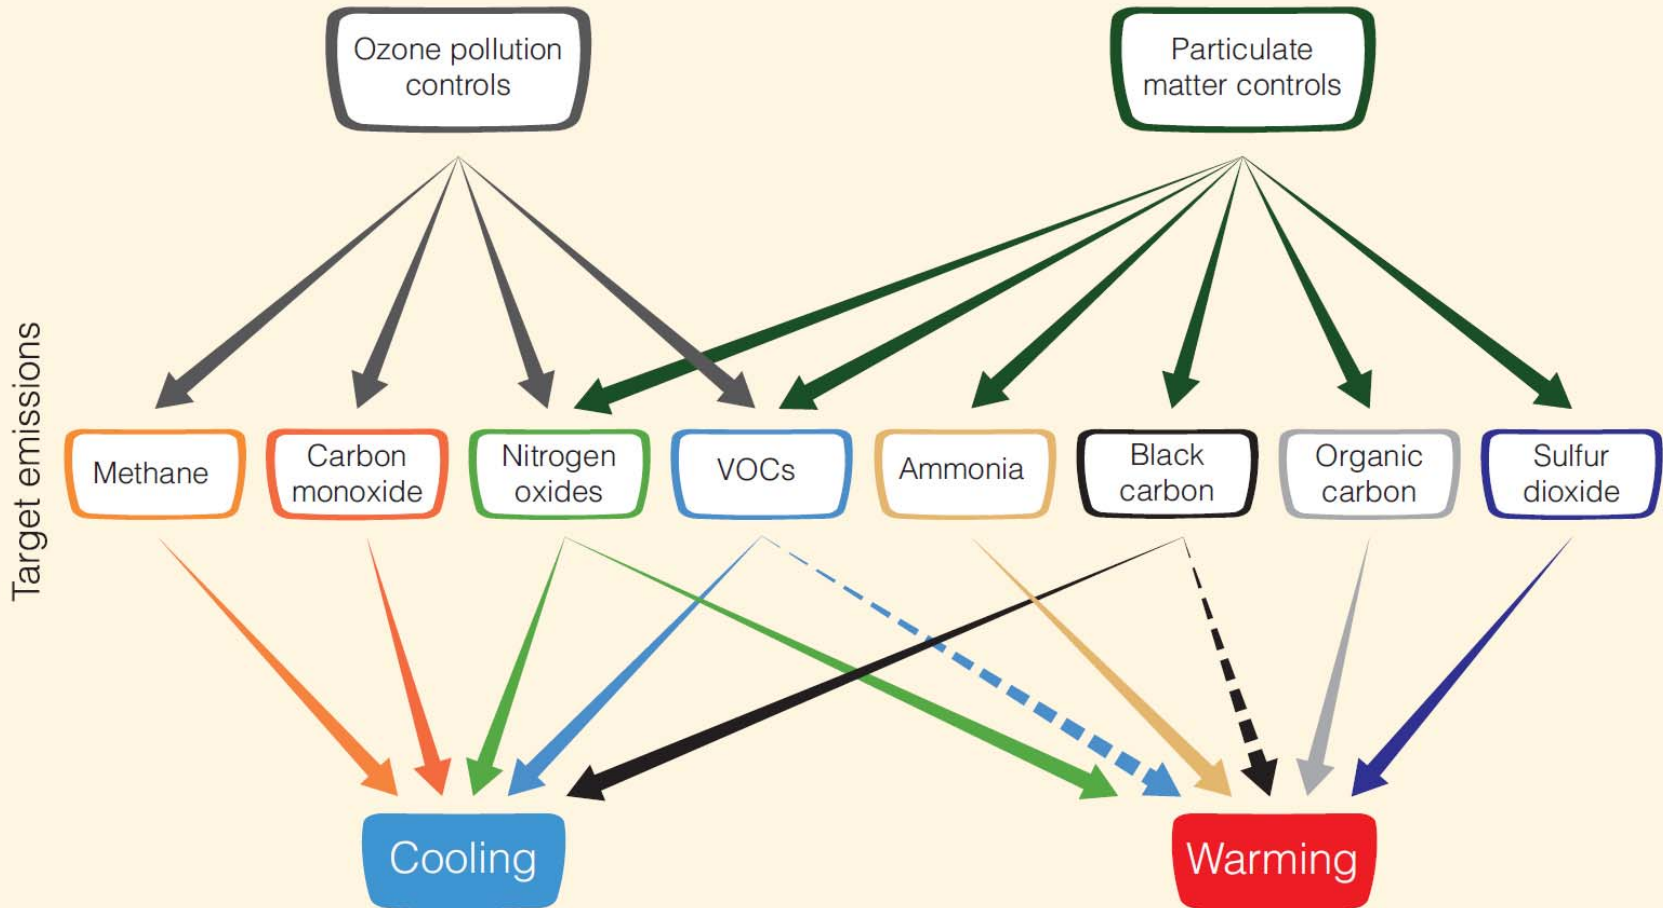 Ozone pollution
controls
Particulate
matter controls
Target emissions
Methane
Carbon
monoxide
Nitrogen
oxides
VOCs
Ammonia
Black
carbon
Organic
carbon
Sulfur
dioxide
Cooling
Warming